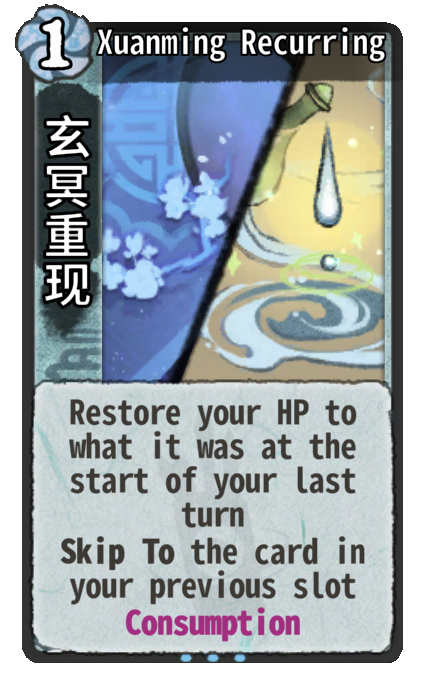 1
Xuanming Recurring
玄冥重现
Restore your HP to
what it was at the
start of your last
turn
Skip To the card in
your previous slot
Consumption